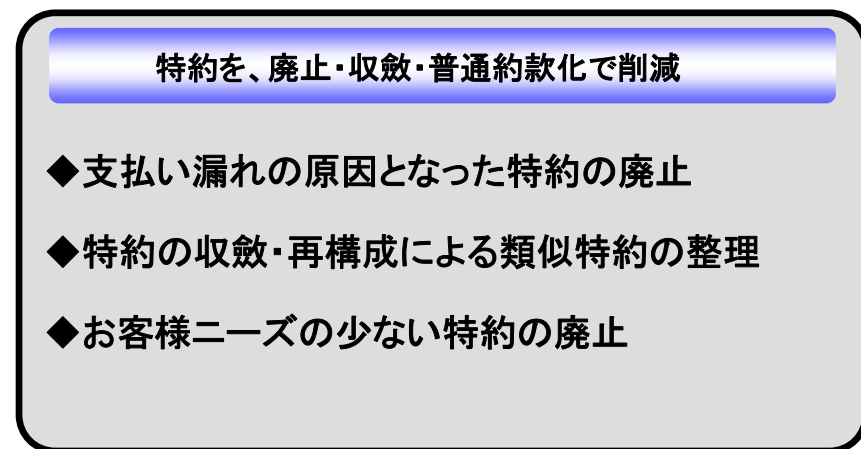 特約を、廃止・収斂・普通約款化で削減
◆支払い漏れの原因となった特約の廃止
◆特約の収斂・再構成による類似特約の整理
◆お客様ニーズの少ない特約の廃止